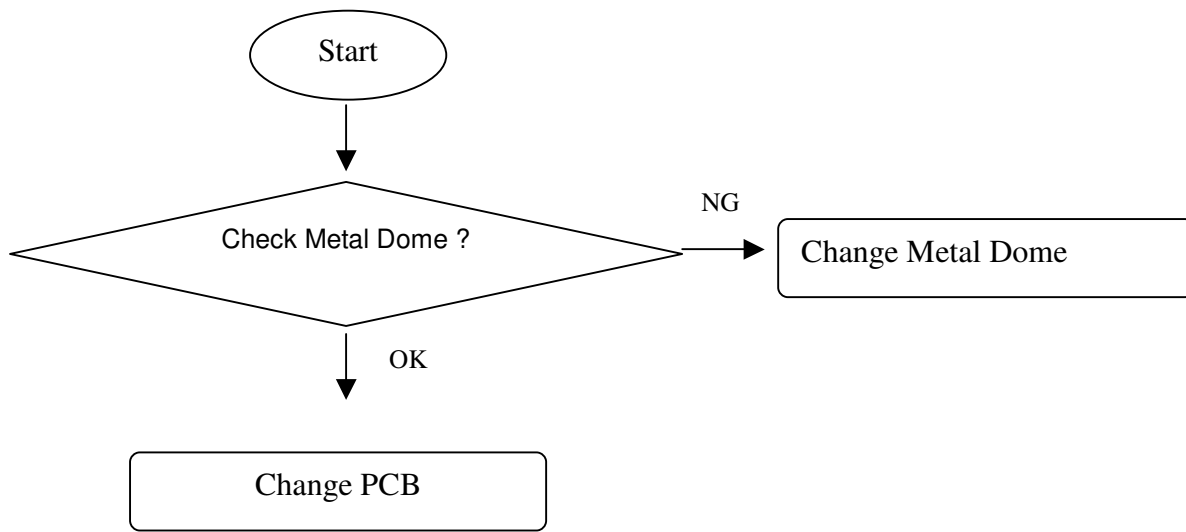 Start
Check Metal Dome ?
NG
Change Metal Dome
OK
Change PCB